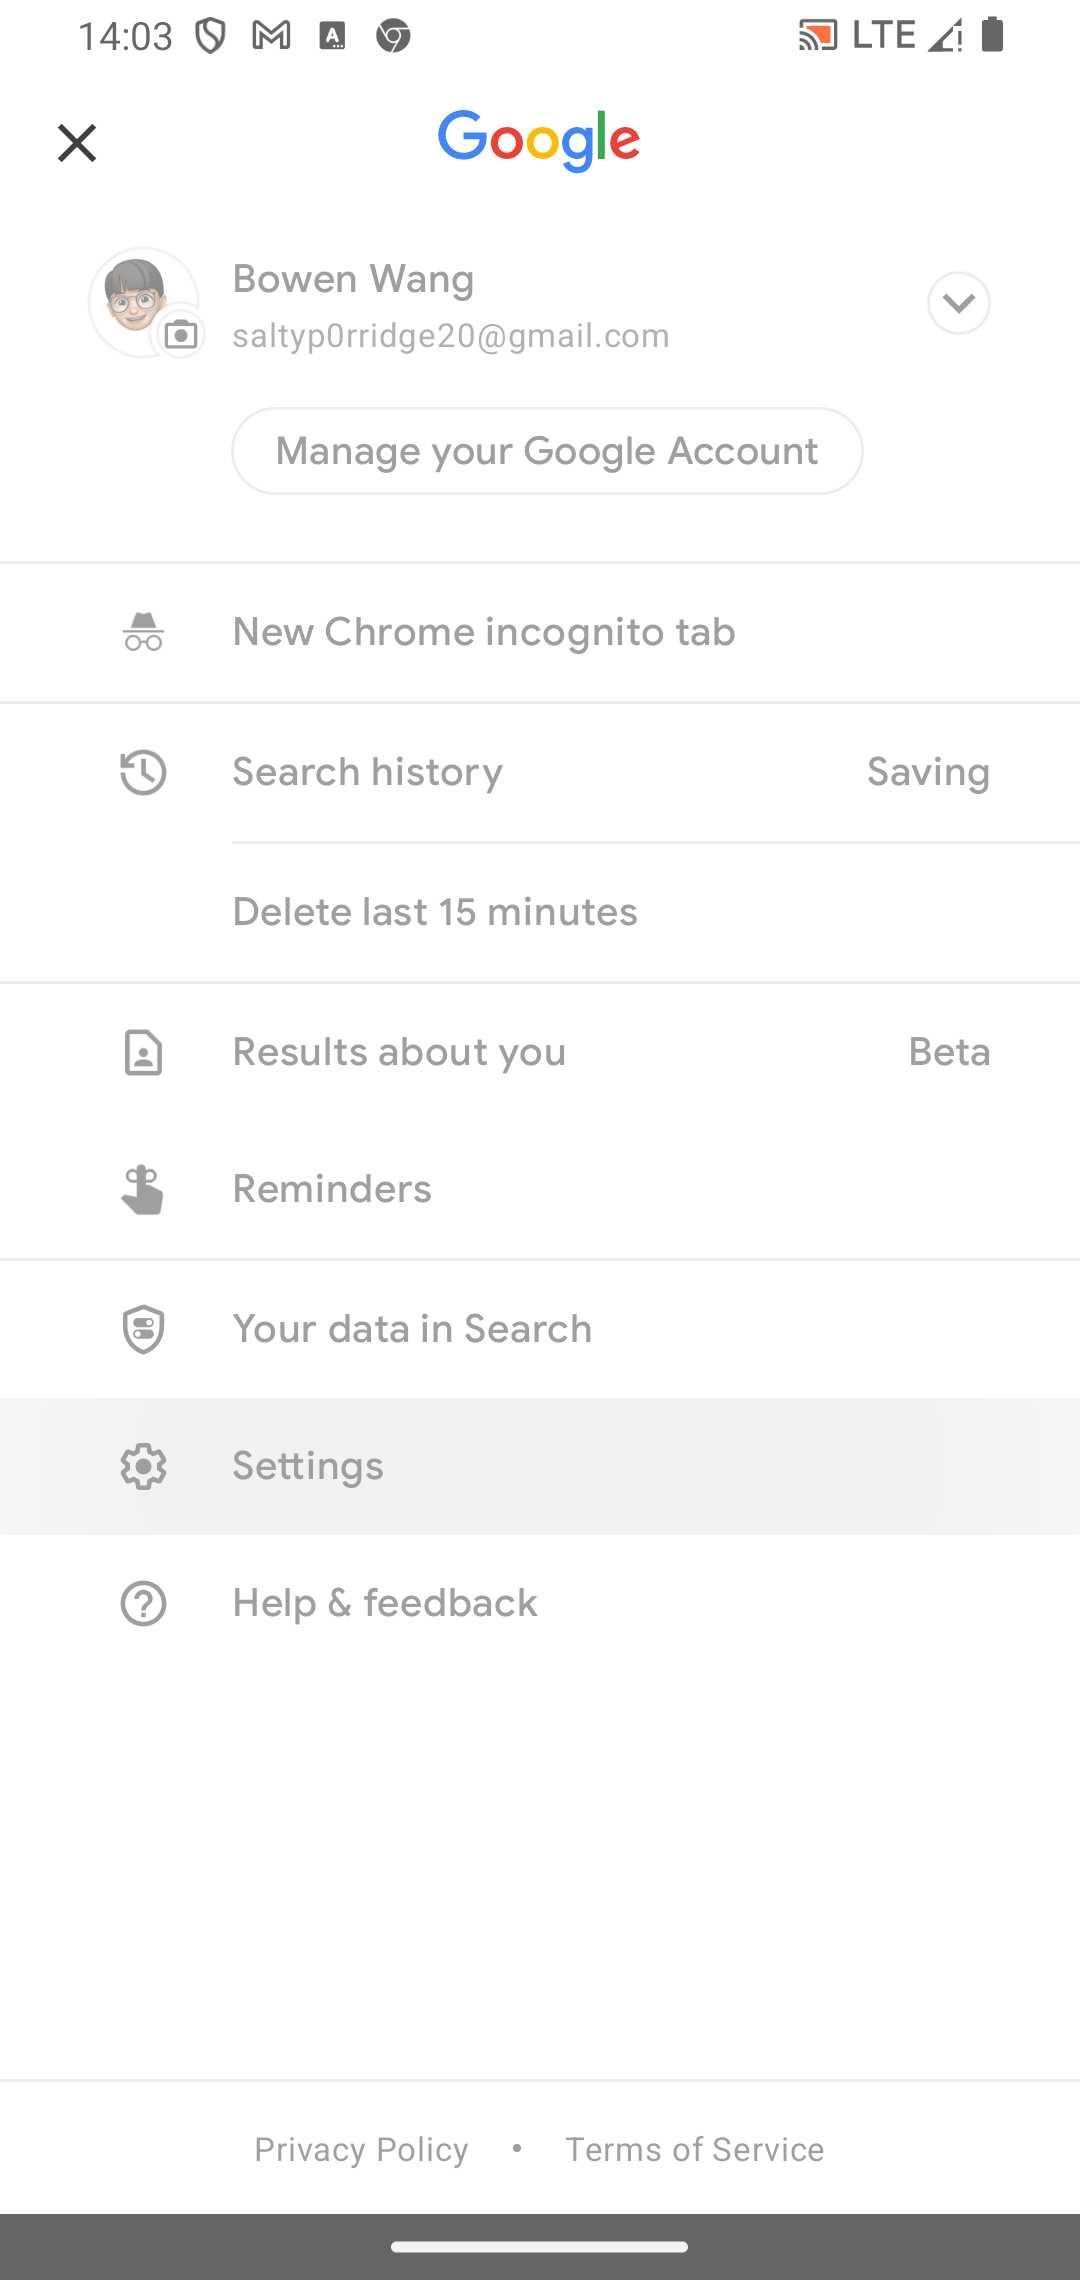 14:03 LTE
Google
Bowen Wang
saltyp0rridge20@gmail.com
Manage your Google Account
New Chrome incognito tab
Search history Saving
Delete last 15 minutes
Results about you Beta
Reminders
Your data in Search
Settings
Help & feedback
Privacy Policy • Terms of Service